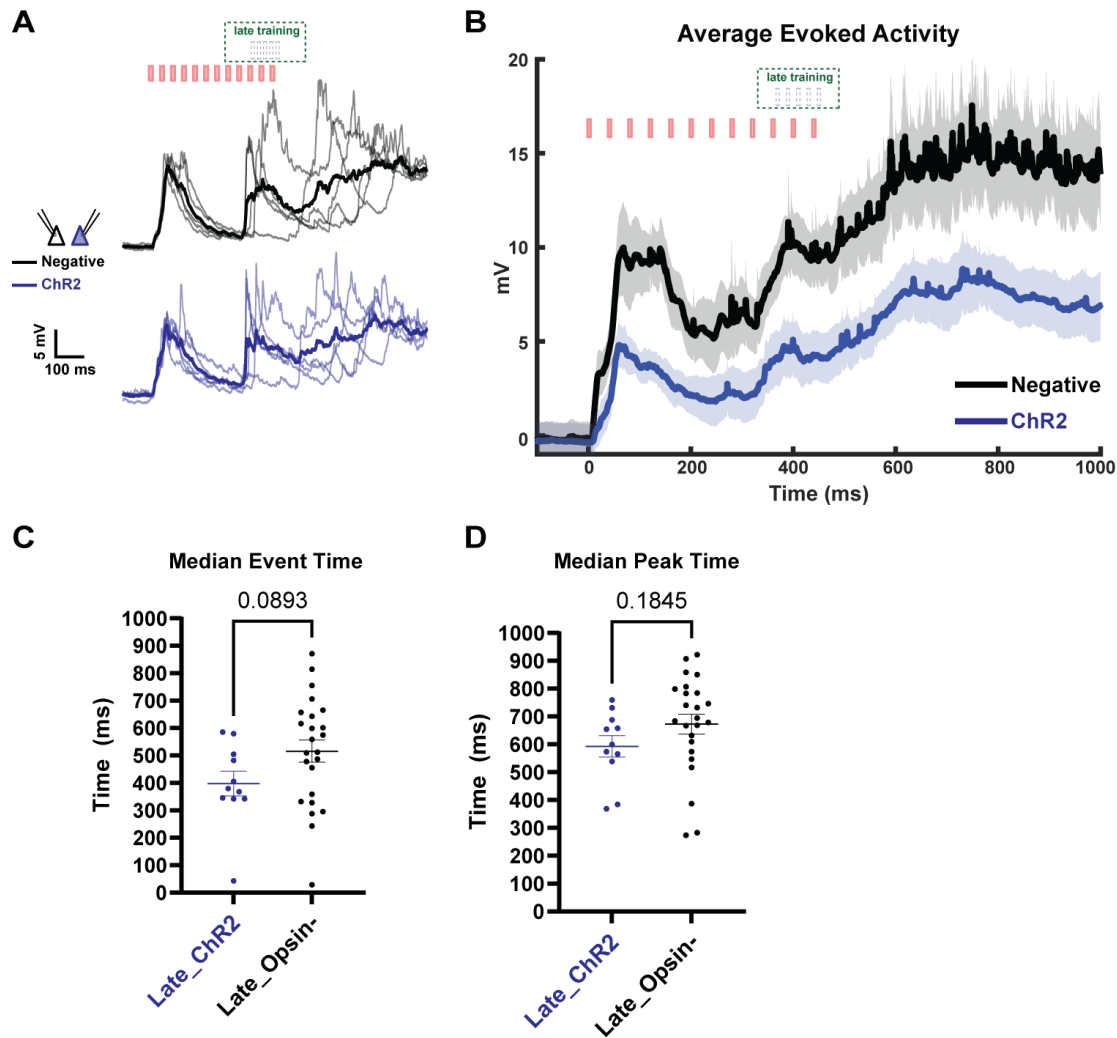 A
late training
Negative
ChR2
5 mV
100 ms
B
Average Evoked Activity
late training
20
15
10
5
0
mV
Negative
ChR2
0
200
400
600
800
1000
Time (ms)
C
Median Event Time
0.0893
1000
900
800
700
600
500
400
300
200
100
0
Time (ms)
Late_ChR2
Late_Opsin-
D
Median Peak Time
0.1845
1000
900
800
700
600
500
400
300
200
100
0
Time (ms)
Late_ChR2
Late_Opsin-